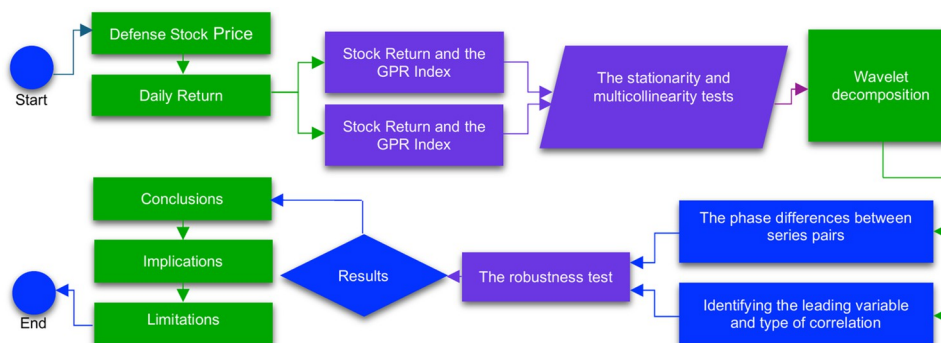 Start
Defense Stock Price
Daily Return
Stock Return and the
GPR Index
Stock Return and the
GPR Index
The stationarity and
multicollinearity tests
Wavelet
decomposition
The phase differences between
series pairs
Identifying the leading variable
and type of correlation
The robustness test
Results
Conclusions
Implications
Limitations
End